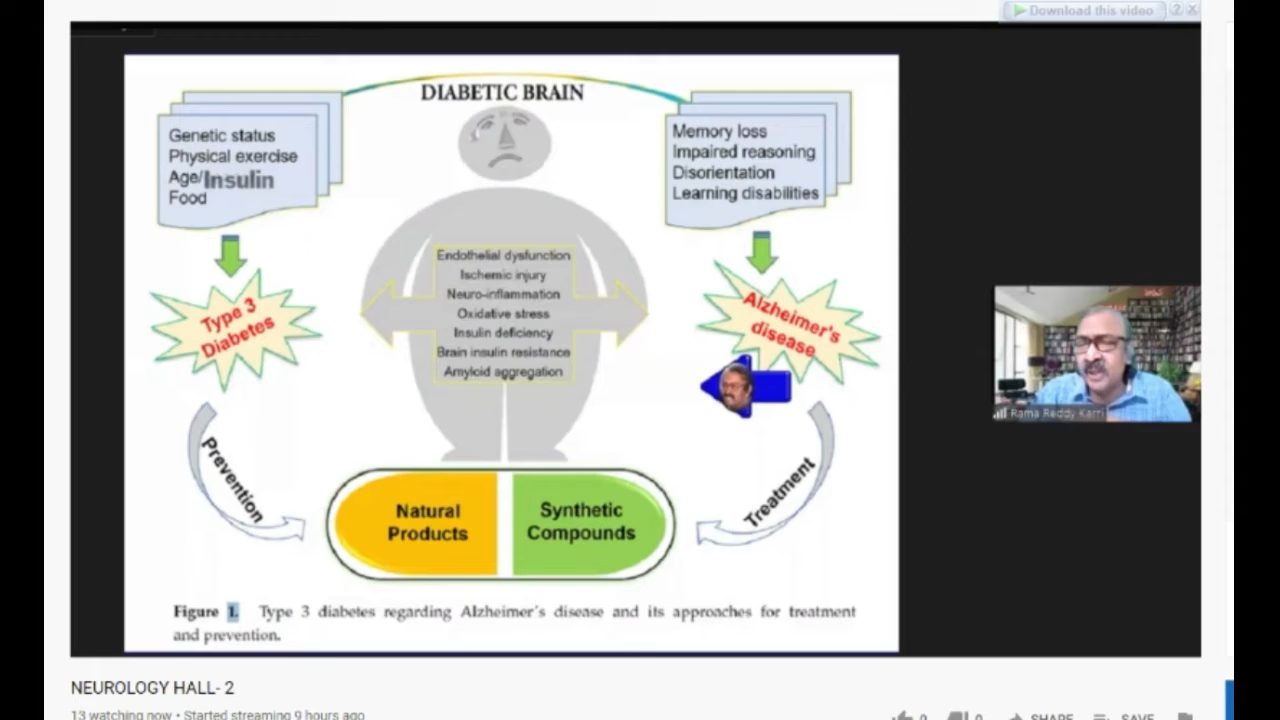 Download this video ? X
DIABETIC BRAIN
Genetic status
Physical exercise
Age/Insulin
Food
Memory loss
Impaired reasoning
Disorientation
Learning disabilities
Endothelial dysfunction
Ischemic injury
Neuro-inflammation
Oxidative stress
Insulin deficiency
Brain insulin resistance
Amyloid aggregation
Type 3
Diabetes
Alzheimer's
disease
Rama Reddy Karri
Prevention
Treatment
Natural
Products
Synthetic
Compounds
Figure 1. Type 3 diabetes regarding Alzheimer's disease and its approaches for treatment
and prevention.
NEUROLOGY HALL- 2
13 watching now • Started streaming 9 hours ago
0 0 SHARE SAVE